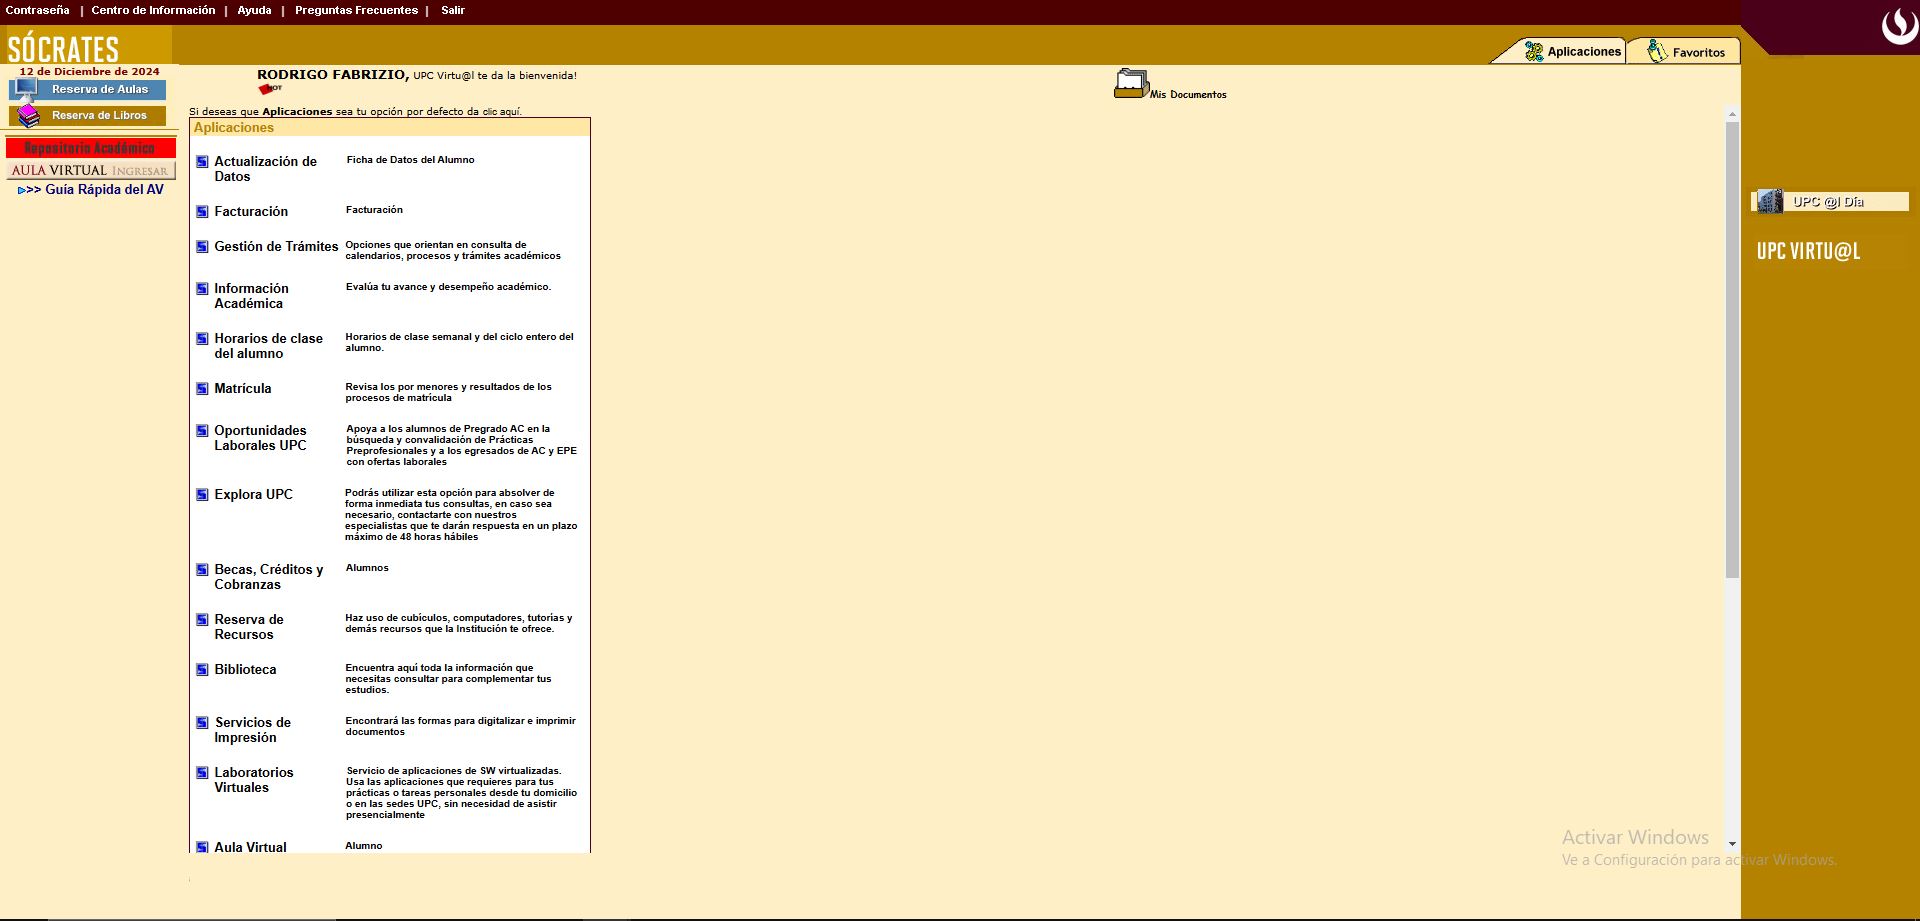 Contraseña | Centro de Información | Ayuda | Preguntas Frecuentes | Salir
SÓCRATES
Aplicaciones
Favoritos
12 de Diciembre de 2024
Reserva de Aulas
Reserva de Libros
Repositorio Académico
AULA VIRTUAL INGRESAR
>>> Guía Rápida del AV
RODRIGO FABRIZIO, UPC Virtu@l te da la bienvenida!
HOT
Mis Documentos
Si deseas que Aplicaciones sea tu opción por defecto da clic aquí.
Aplicaciones
Actualización de
Datos
Ficha de Datos del Alumno
Facturación
Facturación
Gestión de Trámites
Opciones que orientan en consulta de
calendarios, procesos y trámites académicos
Información
Académica
Evalúa tu avance y desempeño académico.
Horarios de clase
del alumno
Horarios de clase semanal y del ciclo entero del
alumno.
Matrícula
Revisa los por menores y resultados de los
procesos de matrícula
Oportunidades
Laborales UPC
Apoya a los alumnos de Pregrado AC en la
búsqueda y convalidación de Prácticas
Preprofesionales y a los egresados de AC y EPE
con ofertas laborales
Explora UPC
Podrás utilizar esta opción para absolver de
forma inmediata tus consultas, en caso sea
necesario, contactarte con nuestros
especialistas que te darán respuesta en un plazo
máximo de 48 horas hábiles
Becas, Créditos y
Cobranzas
Alumnos
Reserva de
Recursos
Haz uso de cubículos, computadores, tutorías y
demás recursos que la Institución te ofrece.
Biblioteca
Encuentra aquí toda la información que
necesitas consultar para complementar tus
estudios.
Servicios de
Impresión
Encontrará las formas para digitalizar e imprimir
documentos
Laboratorios
Virtuales
Servicio de aplicaciones de SW virtualizadas.
Usa las aplicaciones que requieres para tus
prácticas o tareas personales desde tu domicilio
o en las sedes UPC, sin necesidad de asistir
presencialmente
Aula Virtual
Alumno
UPC @l Día
UPC VIRTU@L
Activar Windows
Ve a Configuración para activar Windows.